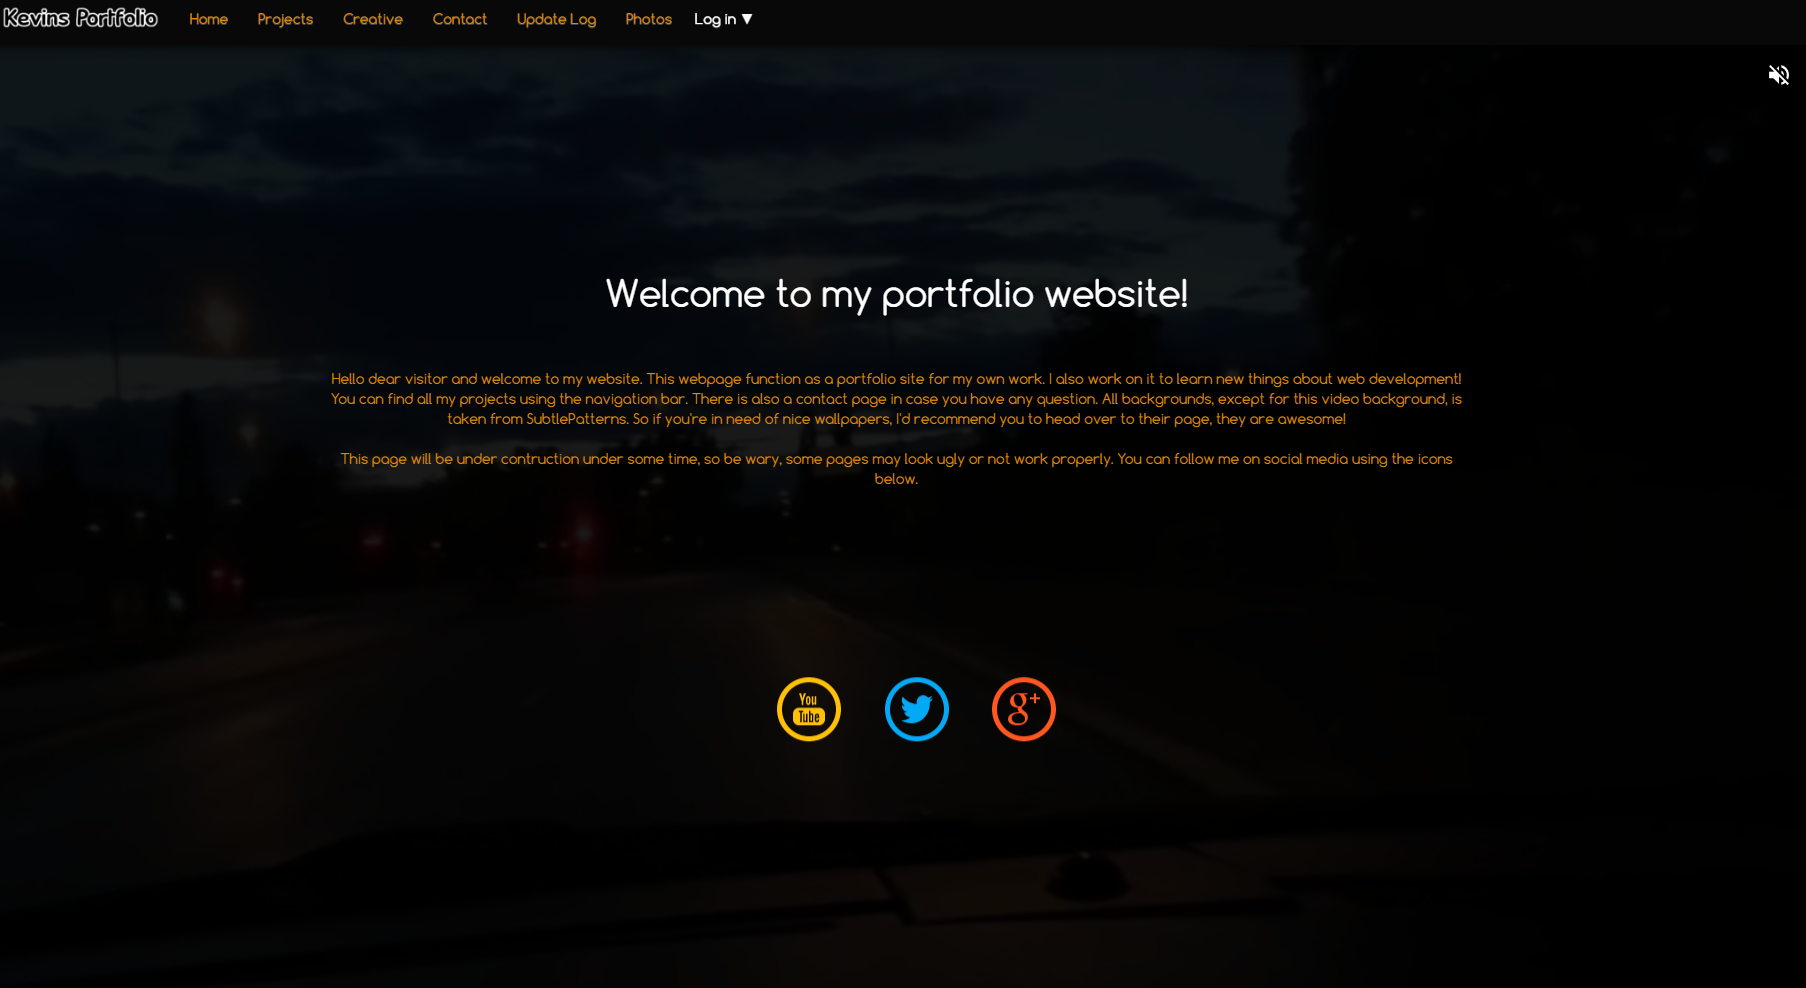 Kevins Portfolio Home Projects Creative Contact Update Log Photos Log in ▼
Welcome to my portfolio website!
Hello dear visitor and welcome to my website. This webpage function as a portfolio site for my own work. I also work on it to learn new things about web development!
You can find all my projects using the navigation bar. There is also a contact page in case you have any question. All backgrounds, except for this video background, is
taken from SubtlePatterns. So if you're in need of nice wallpapers, I'd recommend you to head over to their page, they are awesome!
This page will be under contruction under some time, so be wary, some pages may look ugly or not work properly. You can follow me on social media using the icons
below.
You
Tube
g+